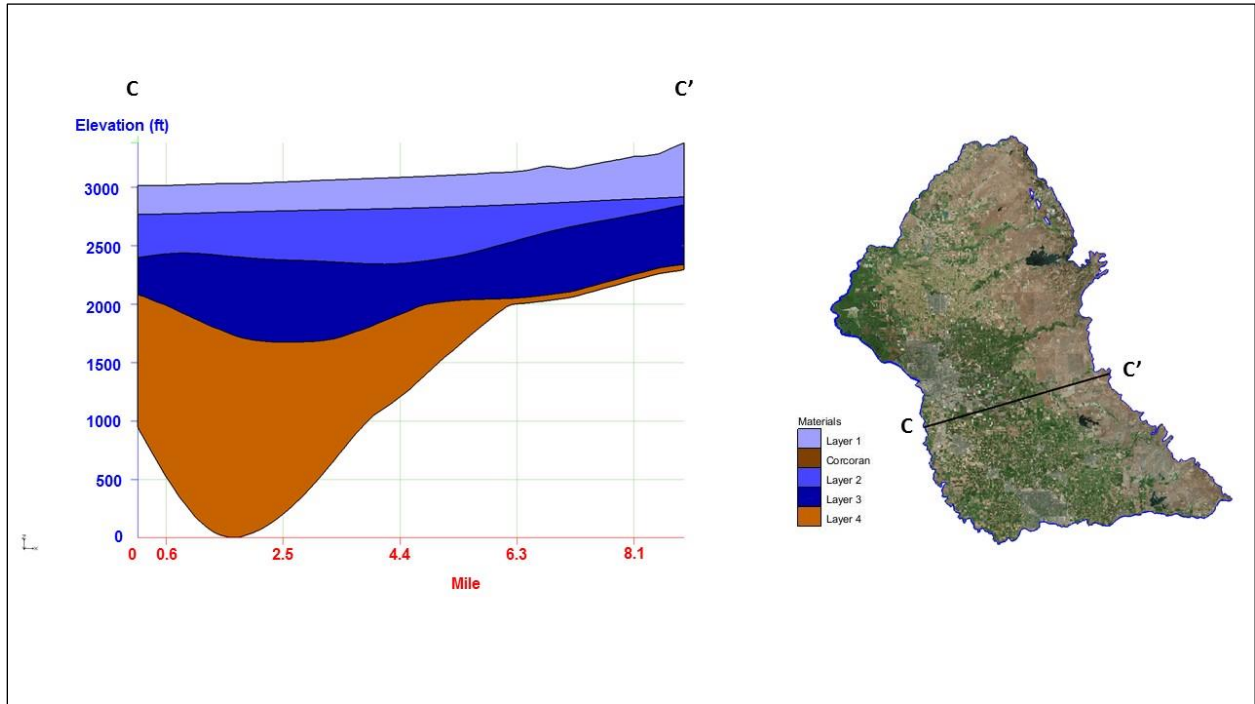 C
C’
Elevation (ft)
3000
2500
2000
1500
1000
500
0
0 0.6 2.5 4.4 6.3 8.1
Mile
C’
C
Materials
Layer 1
Corcoran
Layer 2
Layer 3
Layer 4